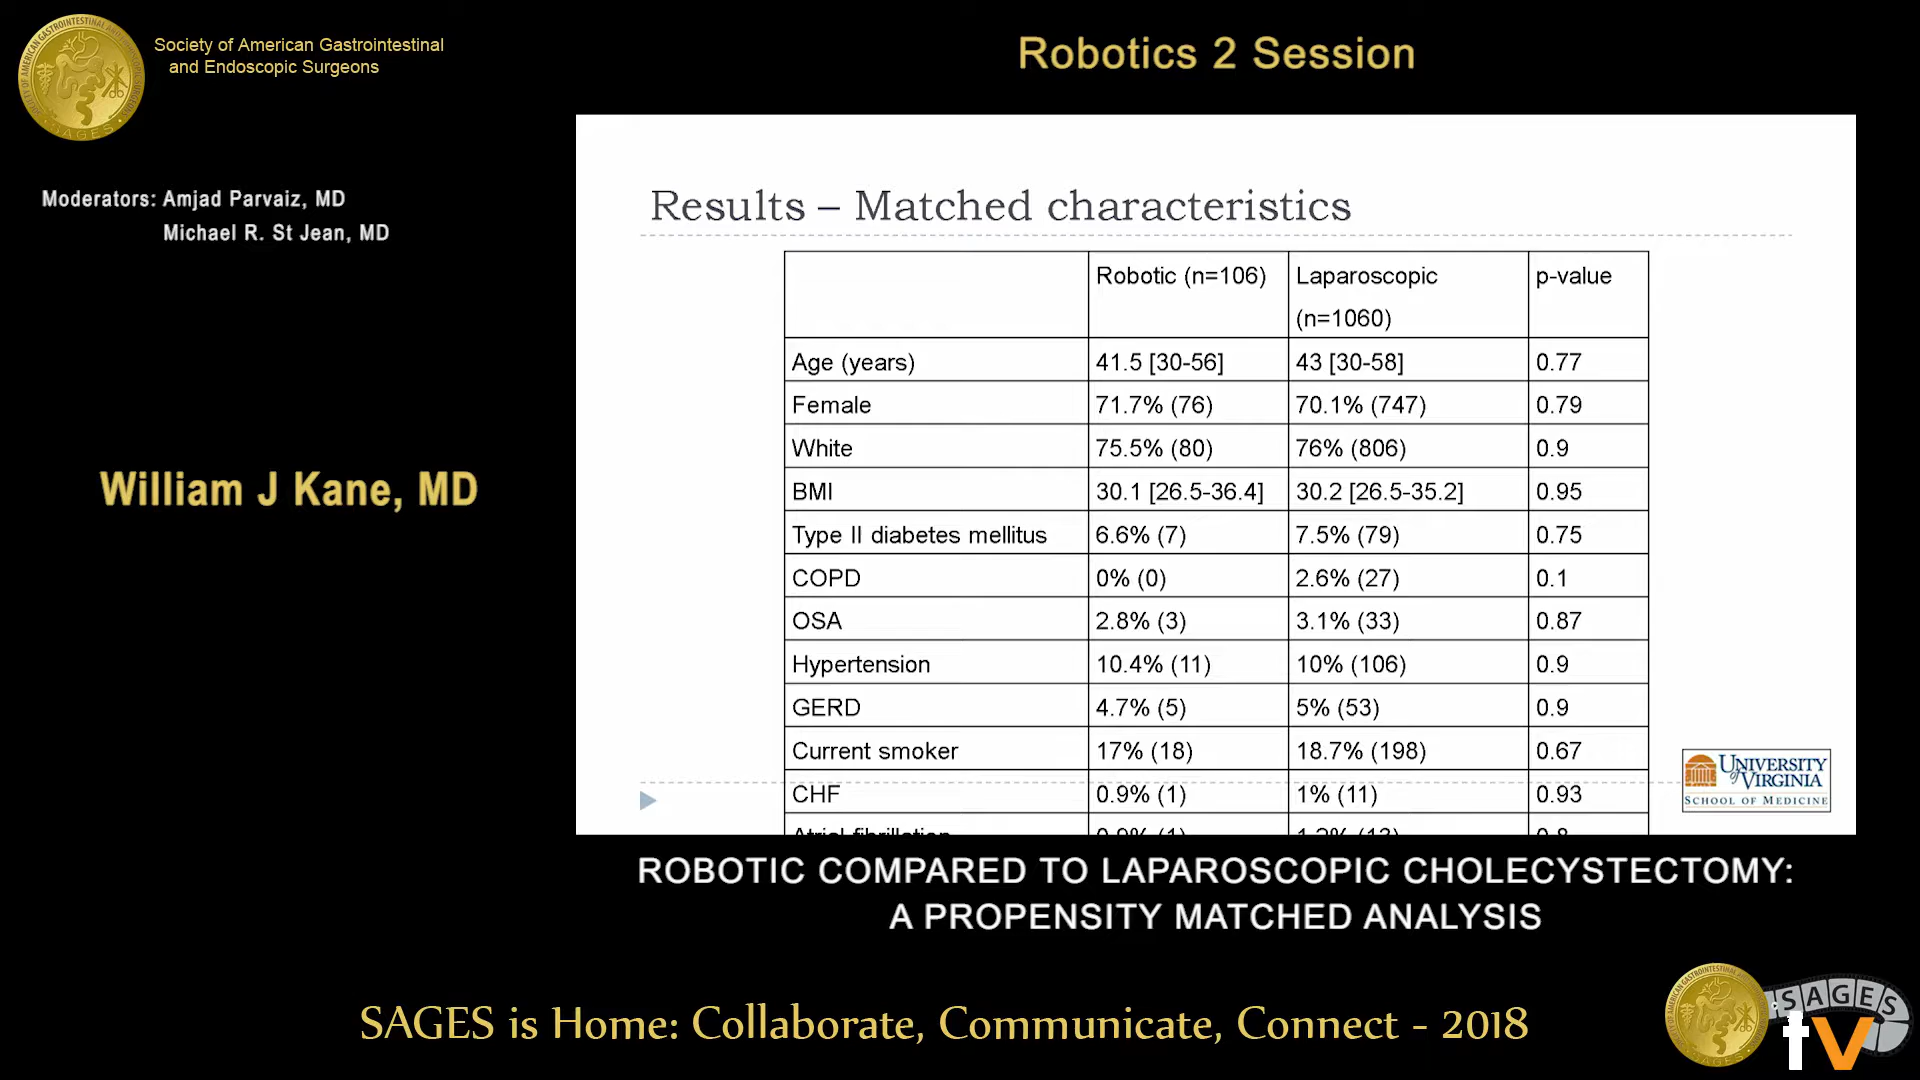 Society of American Gastrointestinal
and Endoscopic Surgeons
Robotics 2 Session
Moderators: Amjad Parvaiz, MD
Michael R. St Jean, MD
William J Kane, MD
Results – Matched characteristics
Robotic (n=106) Laparoscopic (n=1060) p-value
Age (years) 41.5 [30-56] 43 [30-58] 0.77
Female 71.7% (76) 70.1% (747) 0.79
White 75.5% (80) 76% (806) 0.9
BMI 30.1 [26.5-36.4] 30.2 [26.5-35.2] 0.95
Type II diabetes mellitus 6.6% (7) 7.5% (79) 0.75
COPD 0% (0) 2.6% (27) 0.1
OSA 2.8% (3) 3.1% (33) 0.87
Hypertension 10.4% (11) 10% (106) 0.9
GERD 4.7% (5) 5% (53) 0.9
Current smoker 17% (18) 18.7% (198) 0.67
CHF 0.9% (1) 1% (11) 0.93
Atrial fibrillation 0.9% (1)
UNIVERSITY
of VIRGINIA
SCHOOL OF MEDICINE
ROBOTIC COMPARED TO LAPAROSCOPIC CHOLECYSTECTOMY:
A PROPENSITY MATCHED ANALYSIS
SAGES is Home: Collaborate, Communicate, Connect - 2018
SAGES
tv